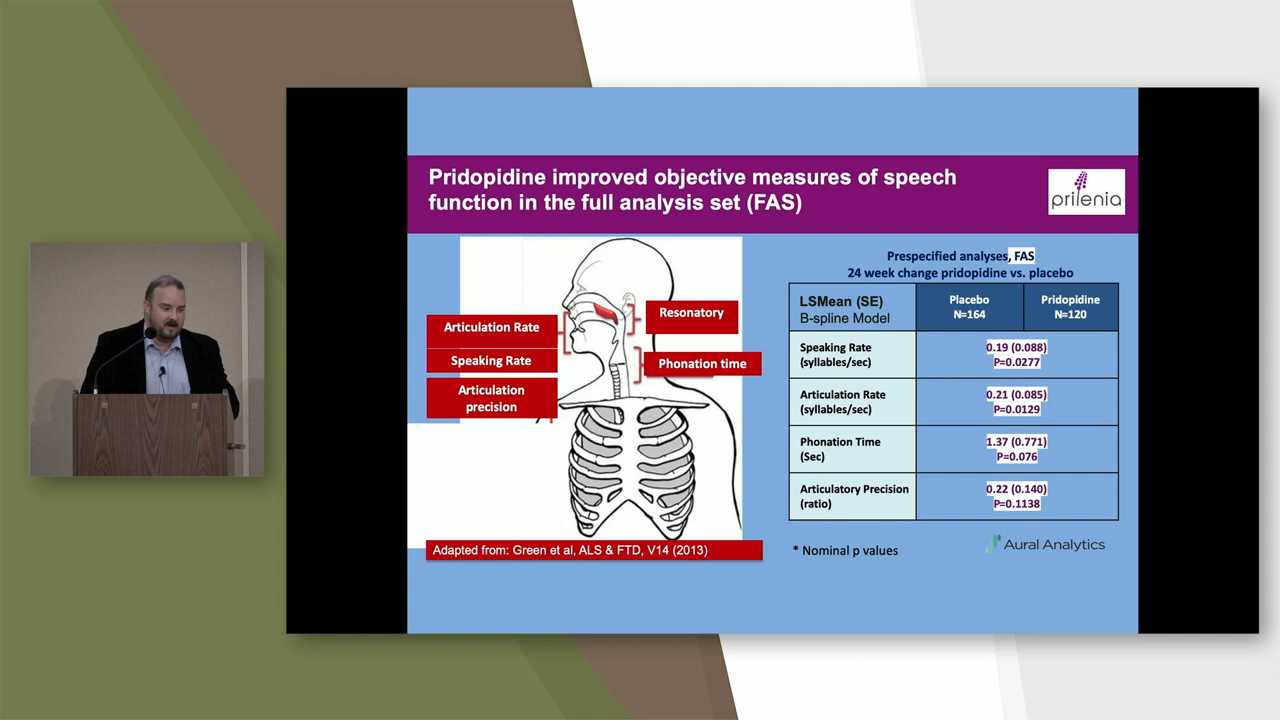 Pridopidine improved objective measures of speech
function in the full analysis set (FAS)
prilenia
Articulation Rate
Speaking Rate
Articulation
precision
Resonatory
Phonation time
Adapted from: Green et al, ALS & FTD, V14 (2013)
Prespecified analyses, FAS
24 week change pridopidine vs. placebo
LSMean (SE)
B-spline Model
Placebo
N=164
Pridopidine
N=120
Speaking Rate
(syllables/sec)
0.19 (0.088)
P=0.0277
Articulation Rate
(syllables/sec)
0.21 (0.085)
P=0.0129
Phonation Time
(Sec)
1.37 (0.771)
P=0.076
Articulatory Precision
(ratio)
0.22 (0.140)
P=0.1138
* Nominal p values
Aural Analytics